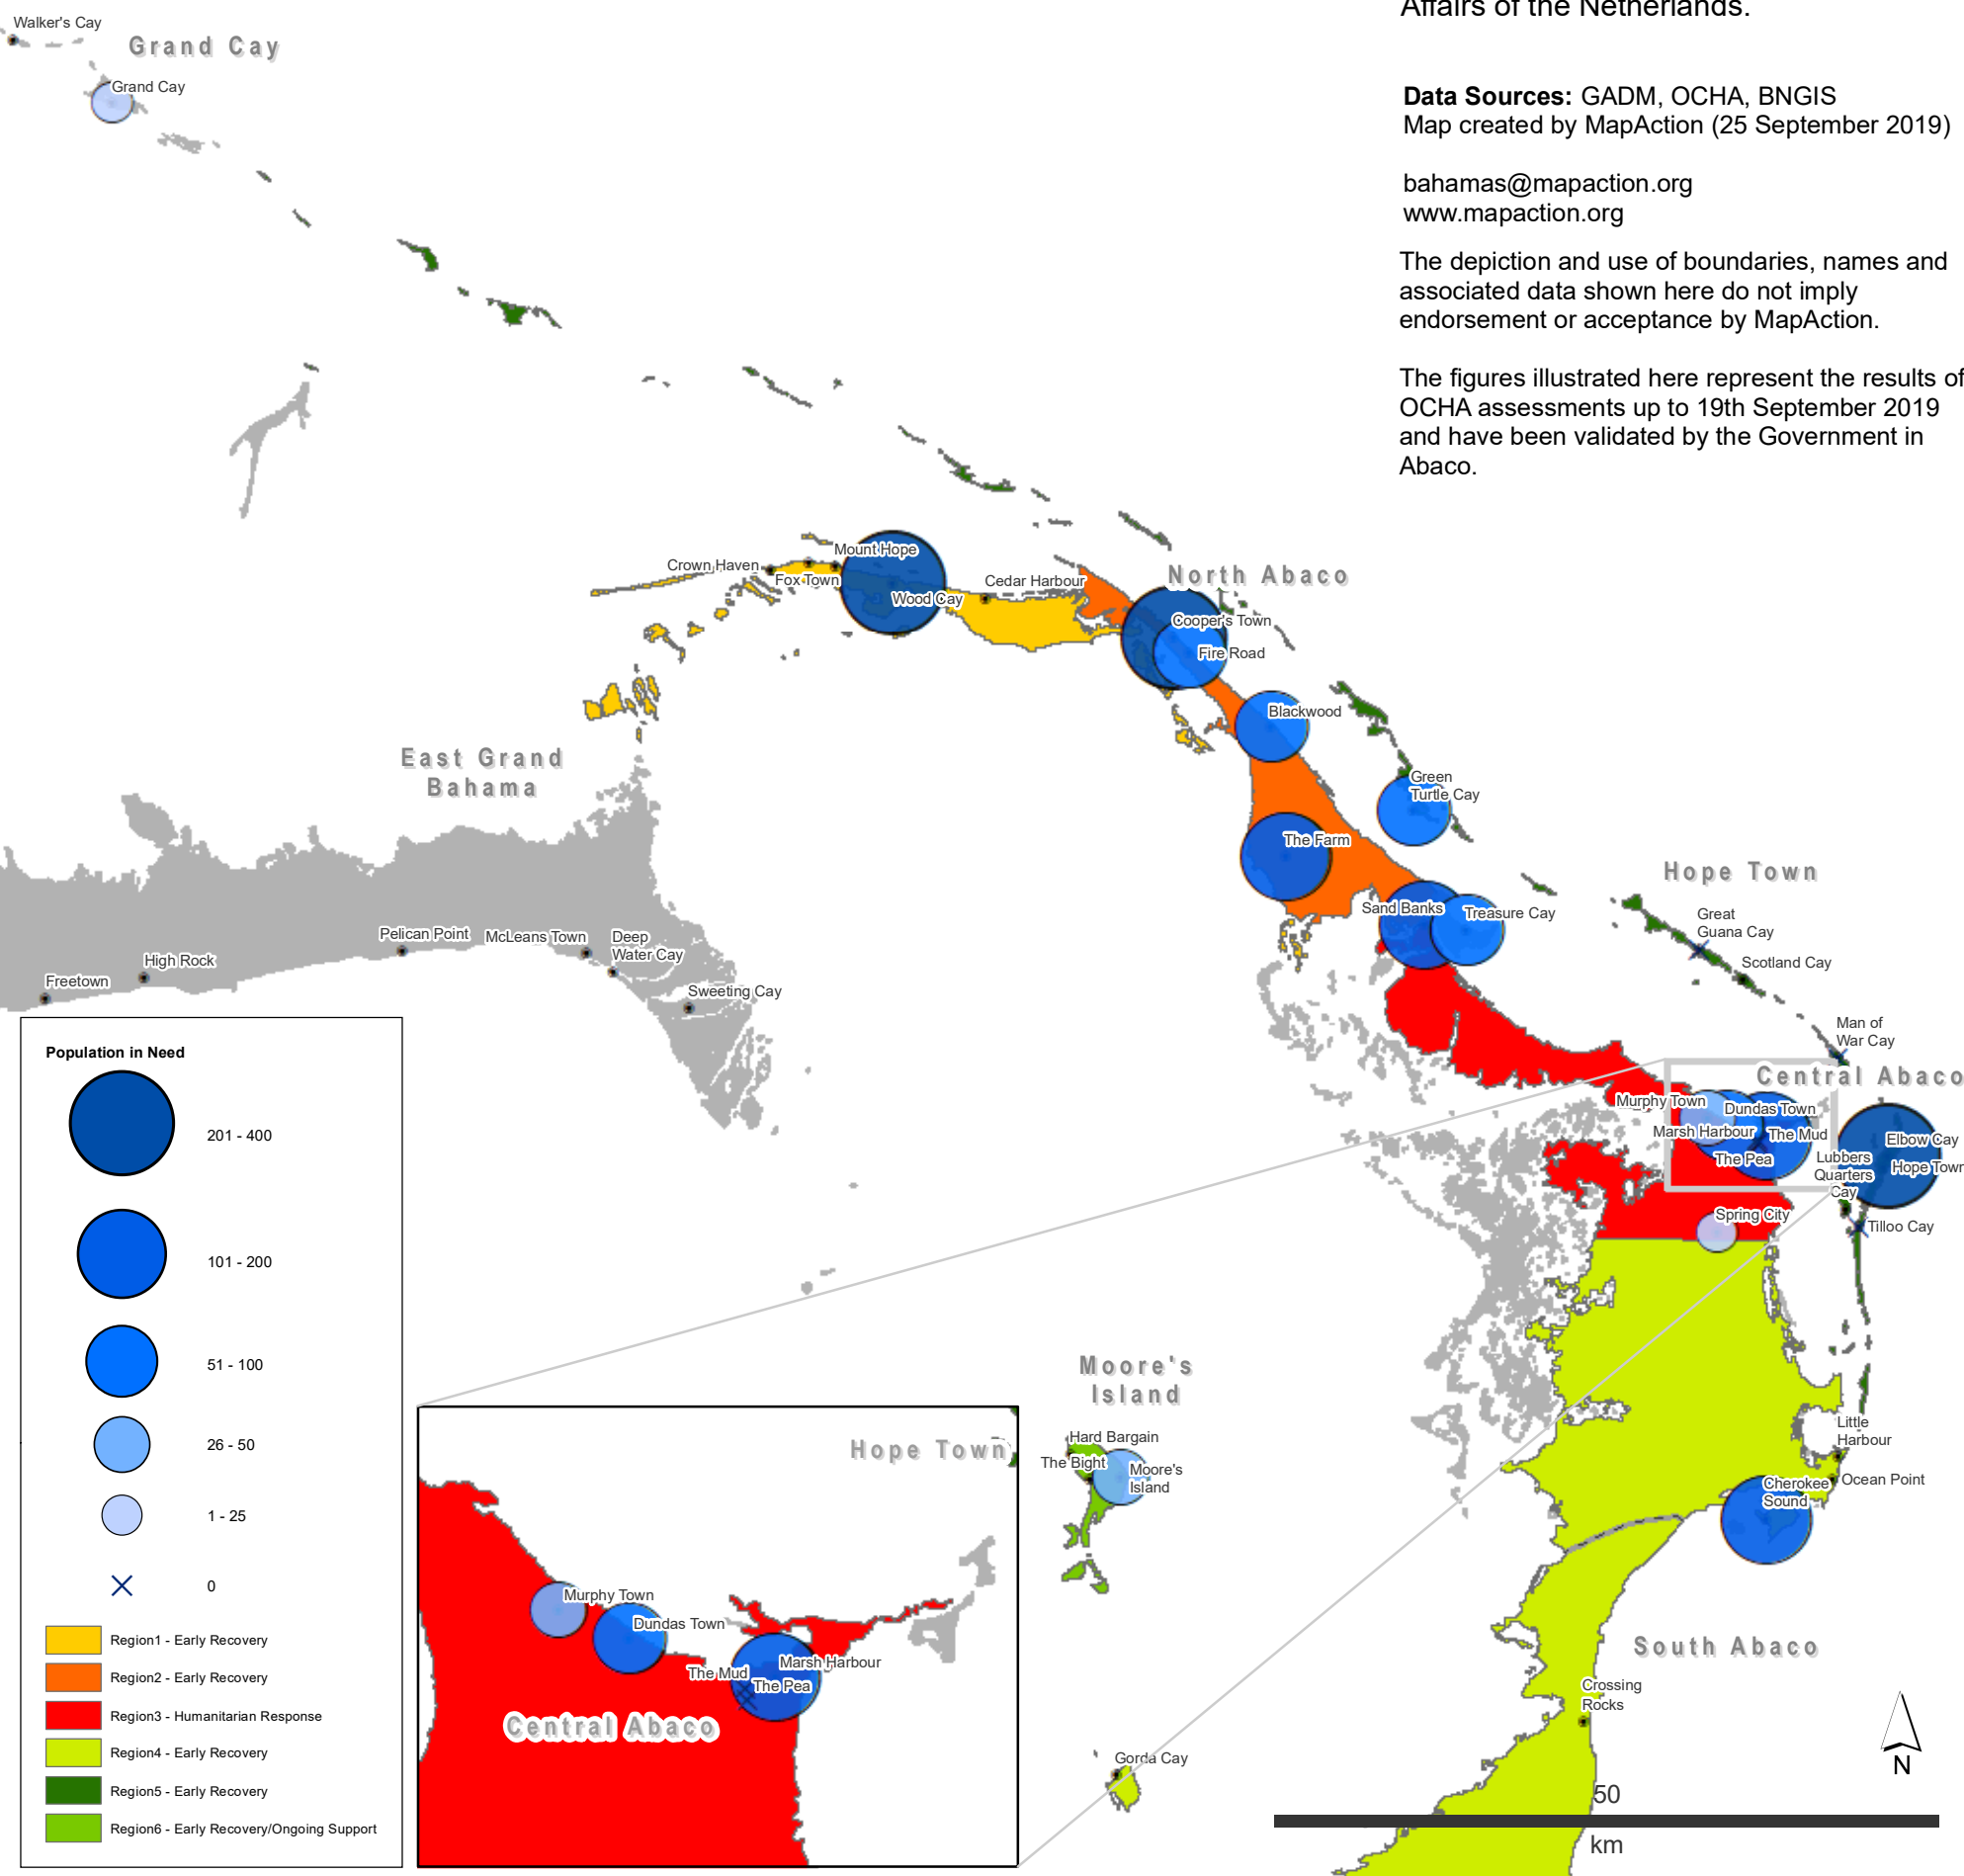 Affairs of the Netherlands.
Data Sources: GADM, OCHA, BNGIS
Map created by MapAction (25 September 2019)
bahamas@mapaction.org
www.mapaction.org
The depiction and use of boundaries, names and
associated data shown here do not imply
endorsement or acceptance by MapAction.
The figures illustrated here represent the results of
OCHA assessments up to 19th September 2019
and have been validated by the Government in
Abaco.
Walker's Cay
Grand Cay
Grand Cay
Mount Hope
Crown Haven
Fox Town
Wood Cay
Cedar Harbour
North Abaco
Cooper's Town
Fire Road
Blackwood
Green
Turtle Cay
The Farm
Sand Banks
Treasure Cay
East Grand
Bahama
Pelican Point
McLeans Town
Deep
Water Cay
High Rock
Freetown
Sweeting Cay
Hope Town
Great
Guana Cay
Scotland Cay
Man of
War Cay
Central Abaco
Murphy Town
Dundas Town
Marsh Harbour
The Mud
The Pea
Elbow Cay
Hope Town
Lubbers
Quarters
Cay
Tilloo Cay
Spring City
Little
Harbour
Ocean Point
Cherokee
Sound
South Abaco
Crossing
Rocks
Moore's
Island
Hard Bargain
The Bight
Moore's
Island
Gorda Cay
Population in Need
201 - 400
101 - 200
51 - 100
26 - 50
1 - 25
0
Region1 - Early Recovery
Region2 - Early Recovery
Region3 - Humanitarian Response
Region4 - Early Recovery
Region5 - Early Recovery
Region6 - Early Recovery/Ongoing Support
Hope Town
Murphy Town
Dundas Town
Marsh Harbour
The Mud
The Pea
Central Abaco
N
50
km